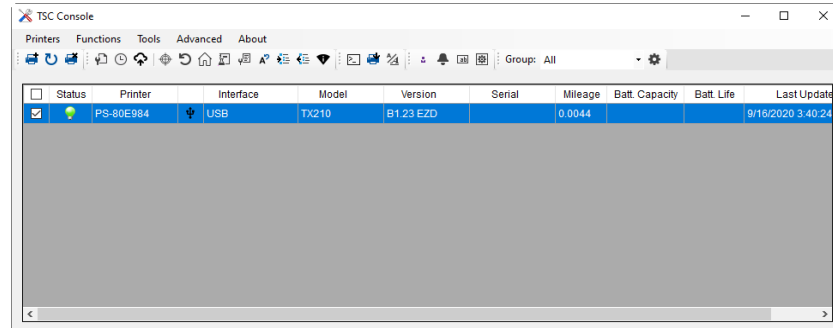 TSC Console
Printers Functions Tools Advanced About
Group: All
Status Printer Interface Model Version Serial Mileage Batt. Capacity Batt. Life Last Update
PS-80E984 USB TX210 B1.23 EZD 0.0044 9/16/2020 3:40:24